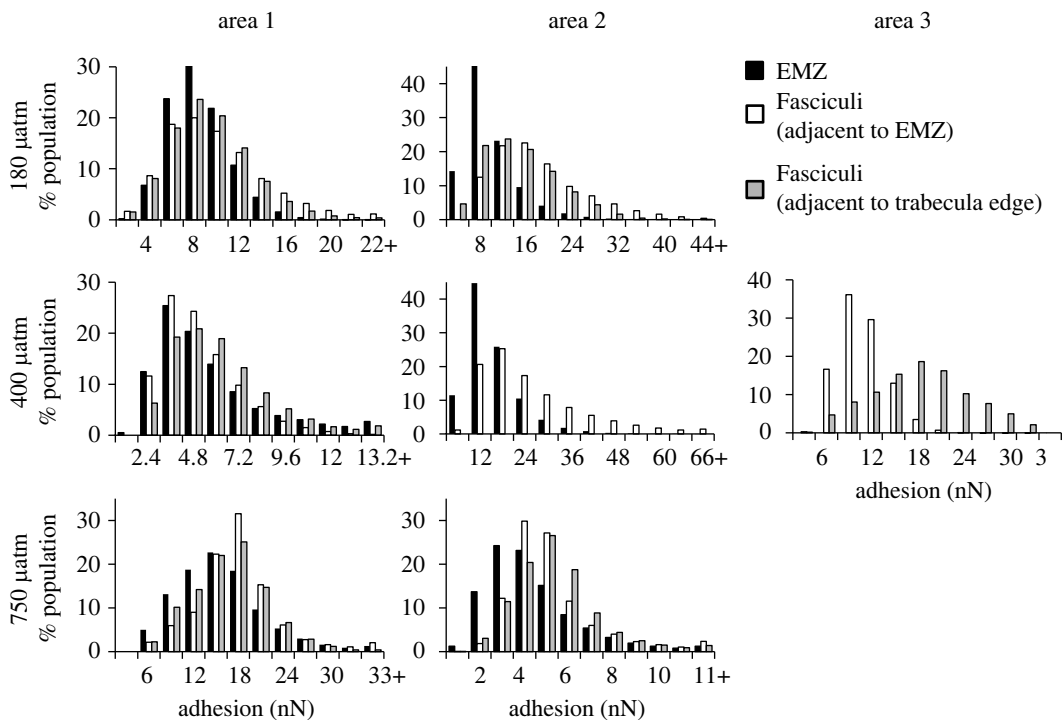 area 1
area 2
area 3
EMZ
Fasciculi
(adjacent to EMZ)
Fasciculi
(adjacent to trabecula edge)
180 µatm
% population
30
20
10
0
4 8 12 16 20 22+
40
30
20
10
0
8 16 24 32 40 44+
400 µatm
% population
30
20
10
0
2.4 4.8 7.2 9.6 12 13.2+
40
30
20
10
0
12 24 36 48 60 66+
40
30
20
10
0
6 12 18 24 30 3
adhesion (nN)
750 µatm
% population
30
20
10
0
6 12 18 24 30 33+
adhesion (nN)
30
20
10
0
2 4 6 8 10 11+
adhesion (nN)